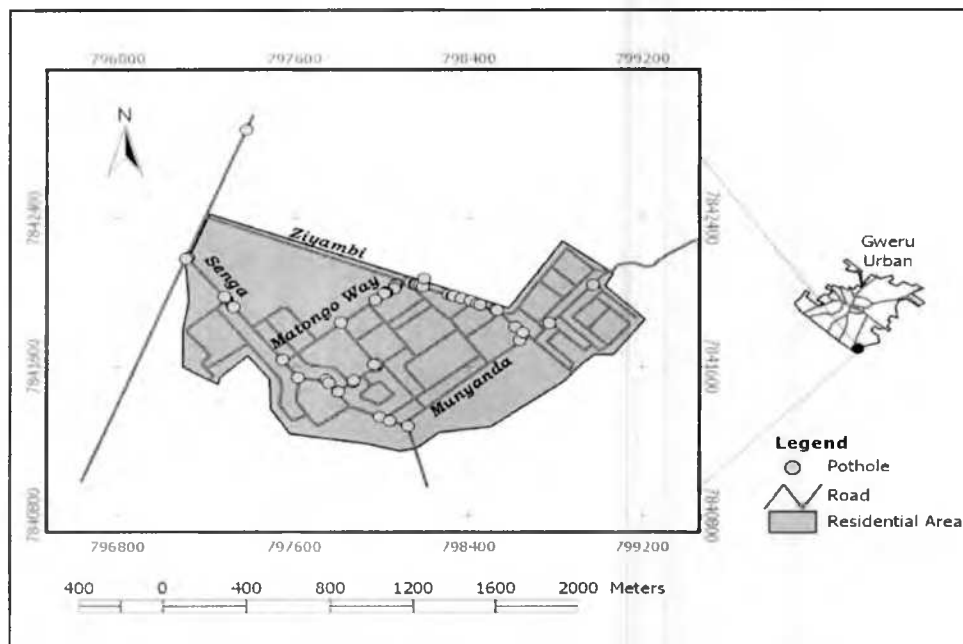 796800 797600 798400 799200
N
7842400 7842400
Ziyambi
Senga
Matongo Way
Gweru
Urban
7841600 7841600
Munyanda
Legend
Pothole
Road
Residential Area
7840800 7840800
796800 797600 798400 799200
400 0 400 800 1200 1600 2000 Meters